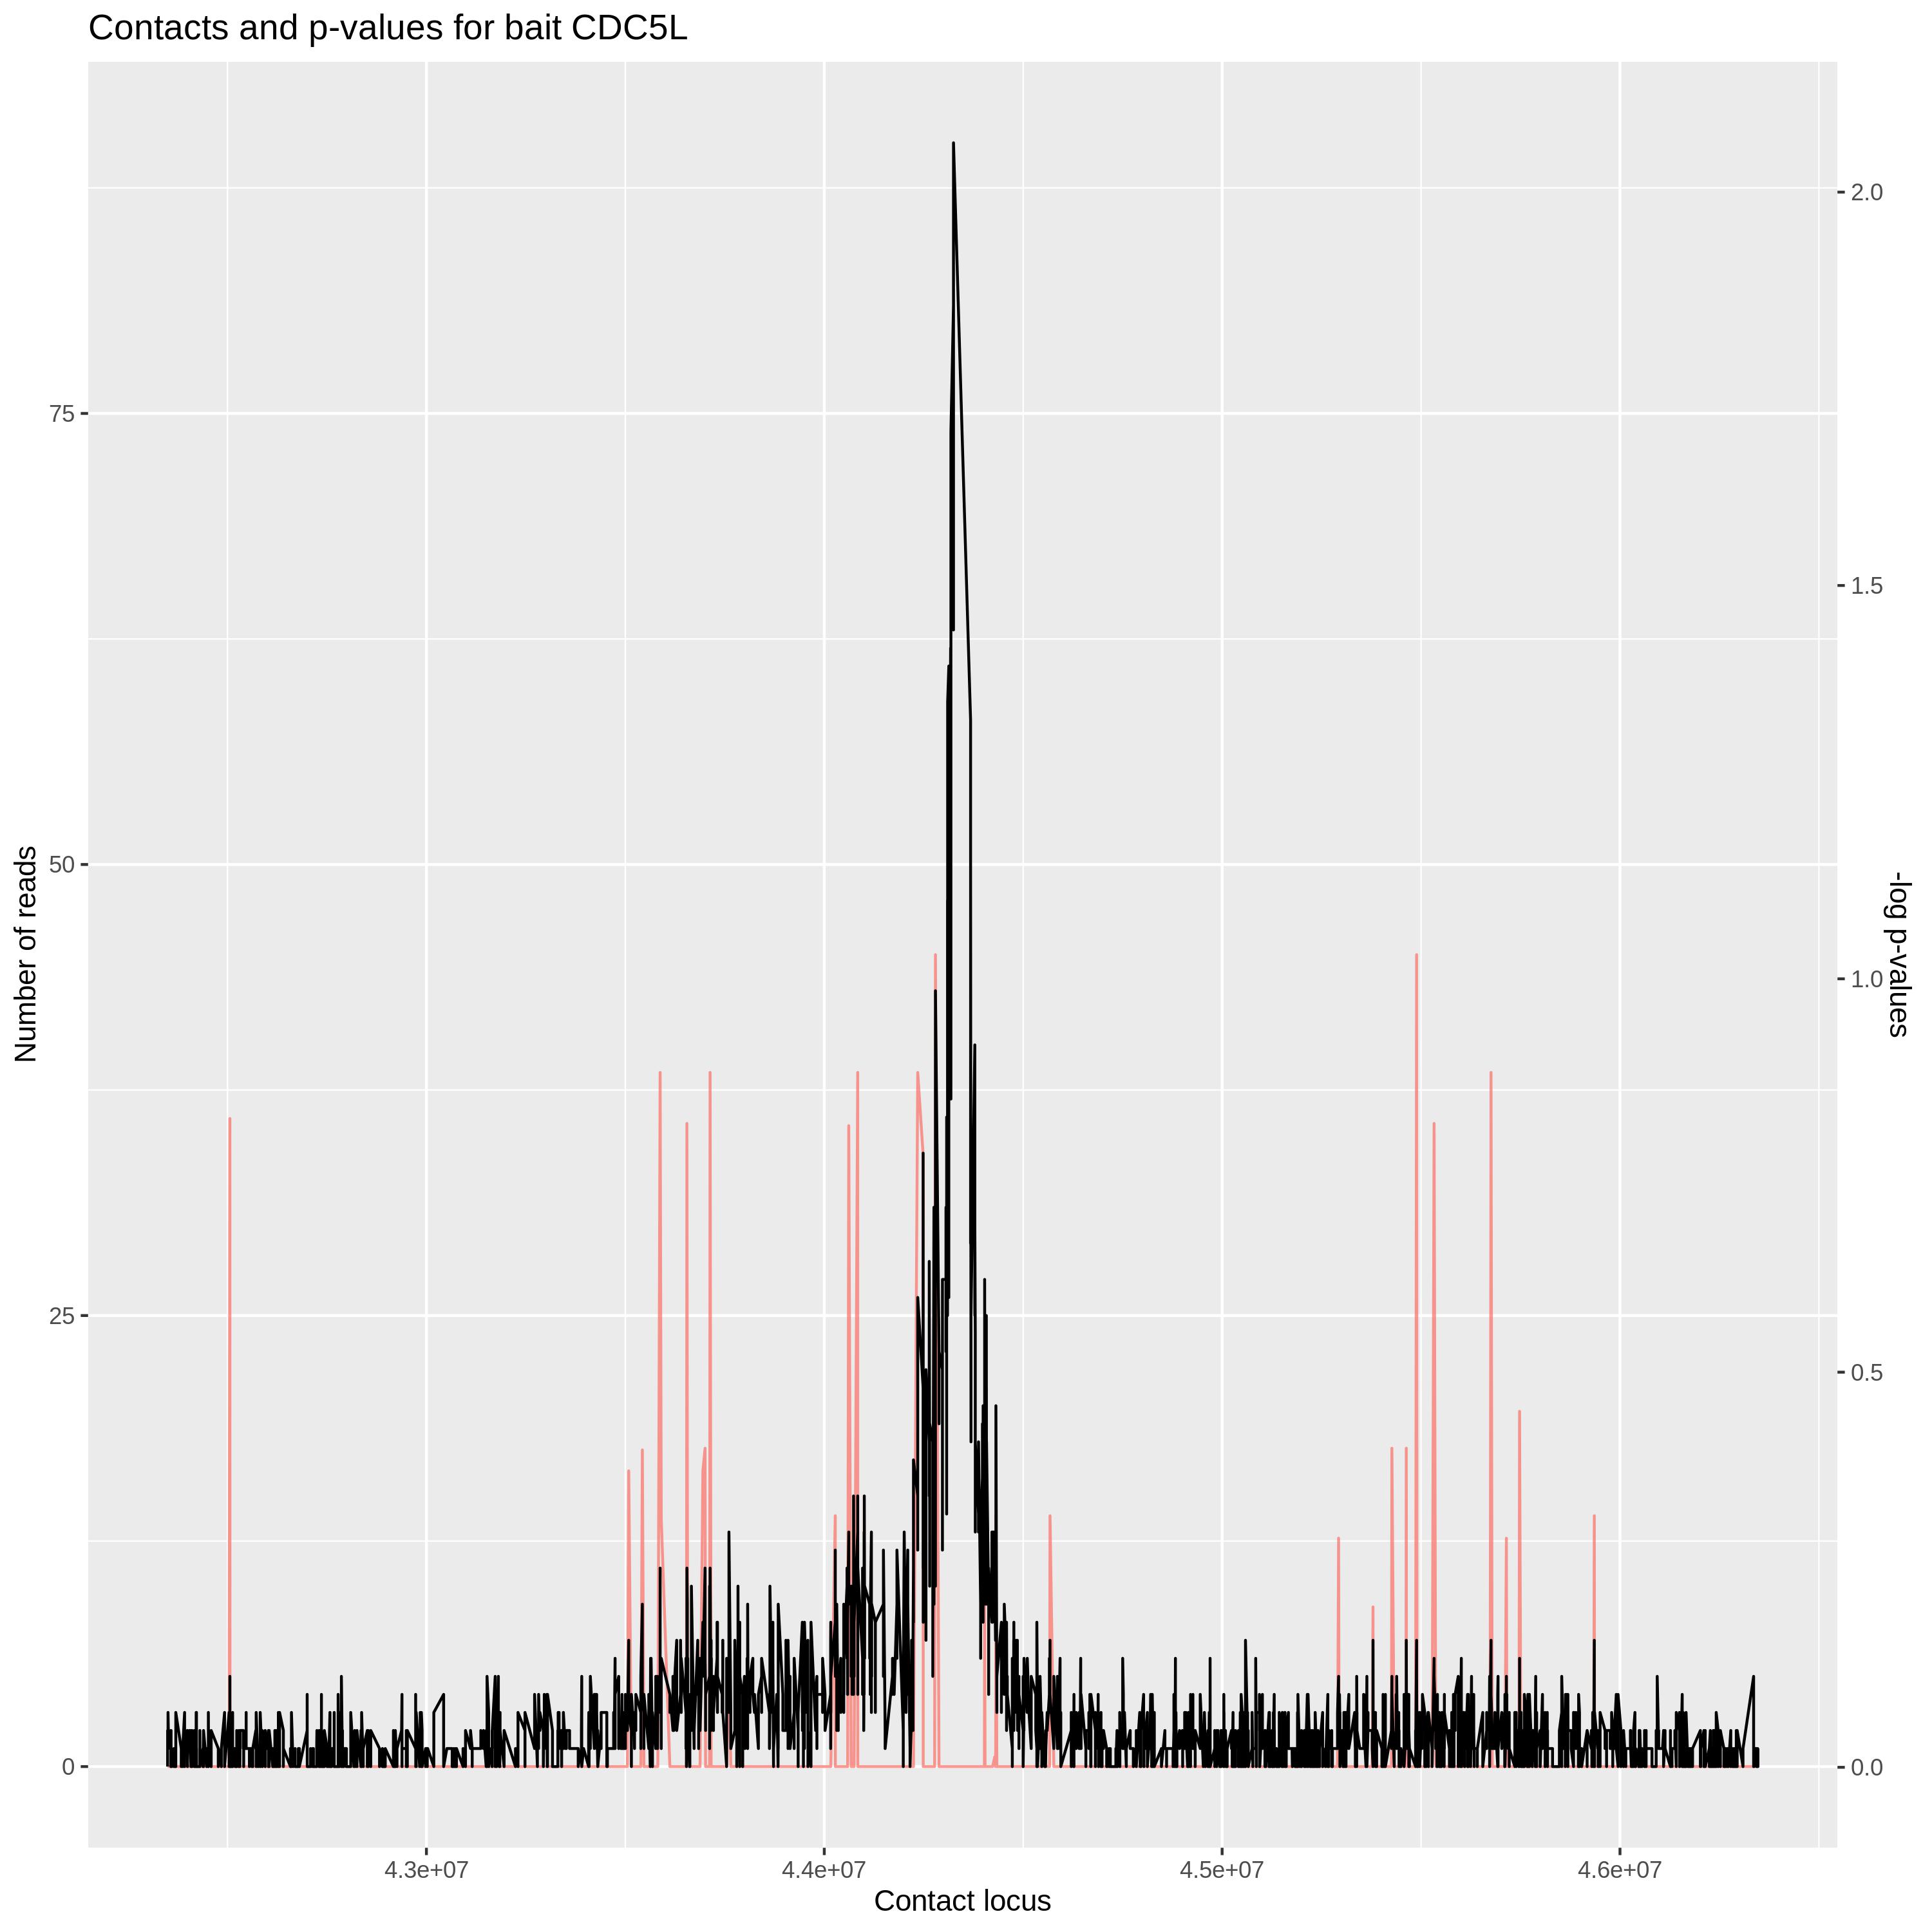 Contacts and p-values for bait CDC5L
Number of reads
75
50
25
0
2.0
1.5
1.0
0.5
0.0
-log p-values
4.3e+07
4.4e+07
4.5e+07
4.6e+07
Contact locus